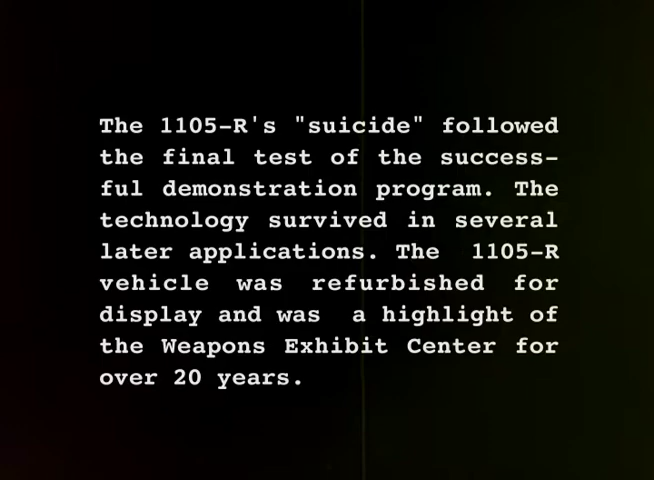 The 1105-R's "suicide" followed
the final test of the success-
ful demonstration program. The
technology survived in several
later applications. The 1105-R
vehicle was refurbished for
display and was a highlight of
the Weapons Exhibit Center for
over 20 years.